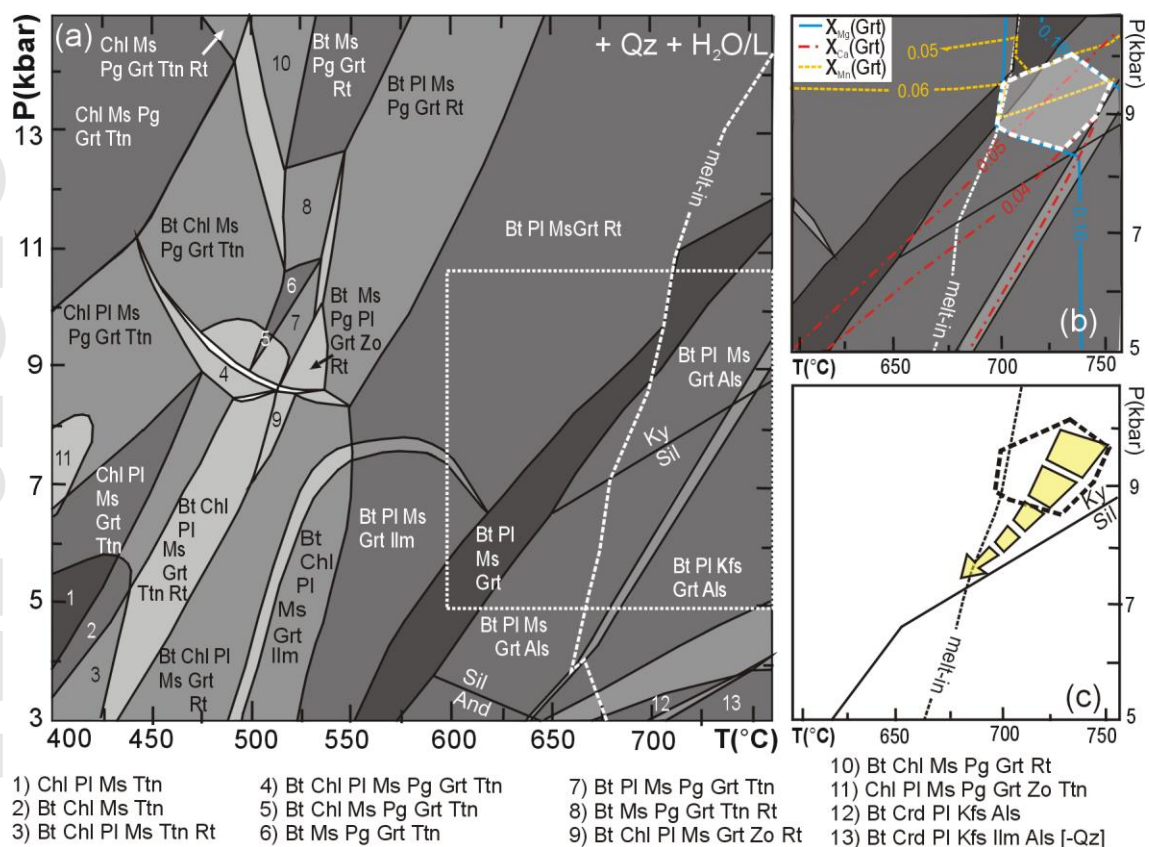 (a)
+ Qz + H2O/L
P(kbar)
13
11
9
7
5
3
400
450
500
550
600
650
700
T(°C)
Chl Ms
Pg Grt Ttn Rt
Chl Ms Pg
Grt Ttn
10
Bt Ms
Pg Grt
Rt
Bt Pl Ms
Pg Grt Rt
8
Bt Chl Ms
Pg Grt Ttn
6
7
5
4
9
Bt Ms
Pg Pl
Grt Zo
Rt
Chl Pl Ms
Pg Grt Ttn
11
Chl Pl
Ms
Grt
Ttn
1
2
3
Bt Chl
Pl
Ms
Grt
Ttn Rt
Bt Chl Pl
Ms Grt
Rt
Bt
Chl
Pl
Ms
Grt
Ilm
Bt Pl Ms
Grt Ilm
Bt Pl MsGrt Rt
melt-in
Bt Pl Ms
Grt Als
Ky
Sil
Bt Pl
Ms
Grt
Bt Pl Kfs
Grt Als
Bt Pl Ms
Grt Als
Sil
And
12
13
XMg(Grt)
XCa(Grt)
XMn(Grt)
0.05
0.06
0.05
0.04
0.16
melt-in
(b)
P(kbar)
9
7
5
T(°C)
650
700
750
P(kbar)
9
7
5
Ky
Sil
melt-in
(c)
T(°C)
650
700
750
1) Chl Pl Ms Ttn
2) Bt Chl Ms Ttn
3) Bt Chl Pl Ms Ttn Rt
4) Bt Chl Pl Ms Pg Grt Ttn
5) Bt Chl Ms Pg Grt Ttn
6) Bt Ms Pg Grt Ttn
7) Bt Pl Ms Pg Grt Ttn
8) Bt Ms Pg Grt Ttn Rt
9) Bt Chl Pl Ms Grt Zo Rt
10) Bt Chl Ms Pg Grt Rt
11) Chl Pl Ms Pg Grt Zo Ttn
12) Bt Crd Pl Kfs Als
13) Bt Crd Pl Kfs Ilm Als [-Qz]